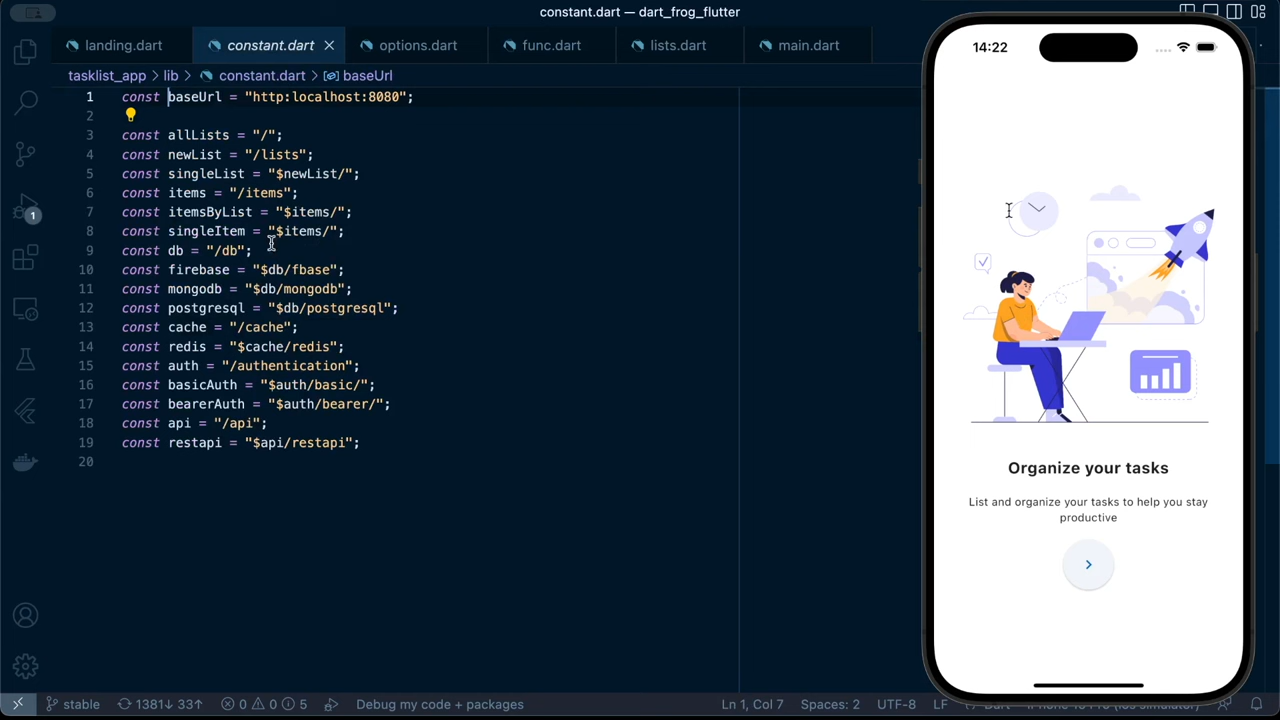 constant.dart — dart_frog_flutter
landing.dart
constant.dart
options.dart
func.dart
lists.dart
main.dart
tasklist_app > lib > constant.dart > baseUrl
1 const baseUrl = "http:localhost:8080";
2
3 const allLists = "/";
4 const newList = "/lists";
5 const singleList = "$newList/";
6 const items = "/items";
7 const itemsByList = "$items/";
8 const singleItem = "$items/";
9 const db = "/db";
10 const firebase = "$db/fbase";
11 const mongodb = "$db/mongodb";
12 const postgresql = "$db/postgresql";
13 const cache = "/cache";
14 const redis = "$cache/redis";
15 const auth = "/authentication";
16 const basicAuth = "$auth/basic/";
17 const bearerAuth = "$auth/bearer/";
18 const api = "/api";
19 const restapi = "$api/restapi";
20
1
14:22
Organize your tasks
List and organize your tasks to help you stay
productive
stable 1381↓ 33↑ 0 0 5 Debug my code + packages Ln 1, Col 7 Spaces: 2 UTF-8 LF